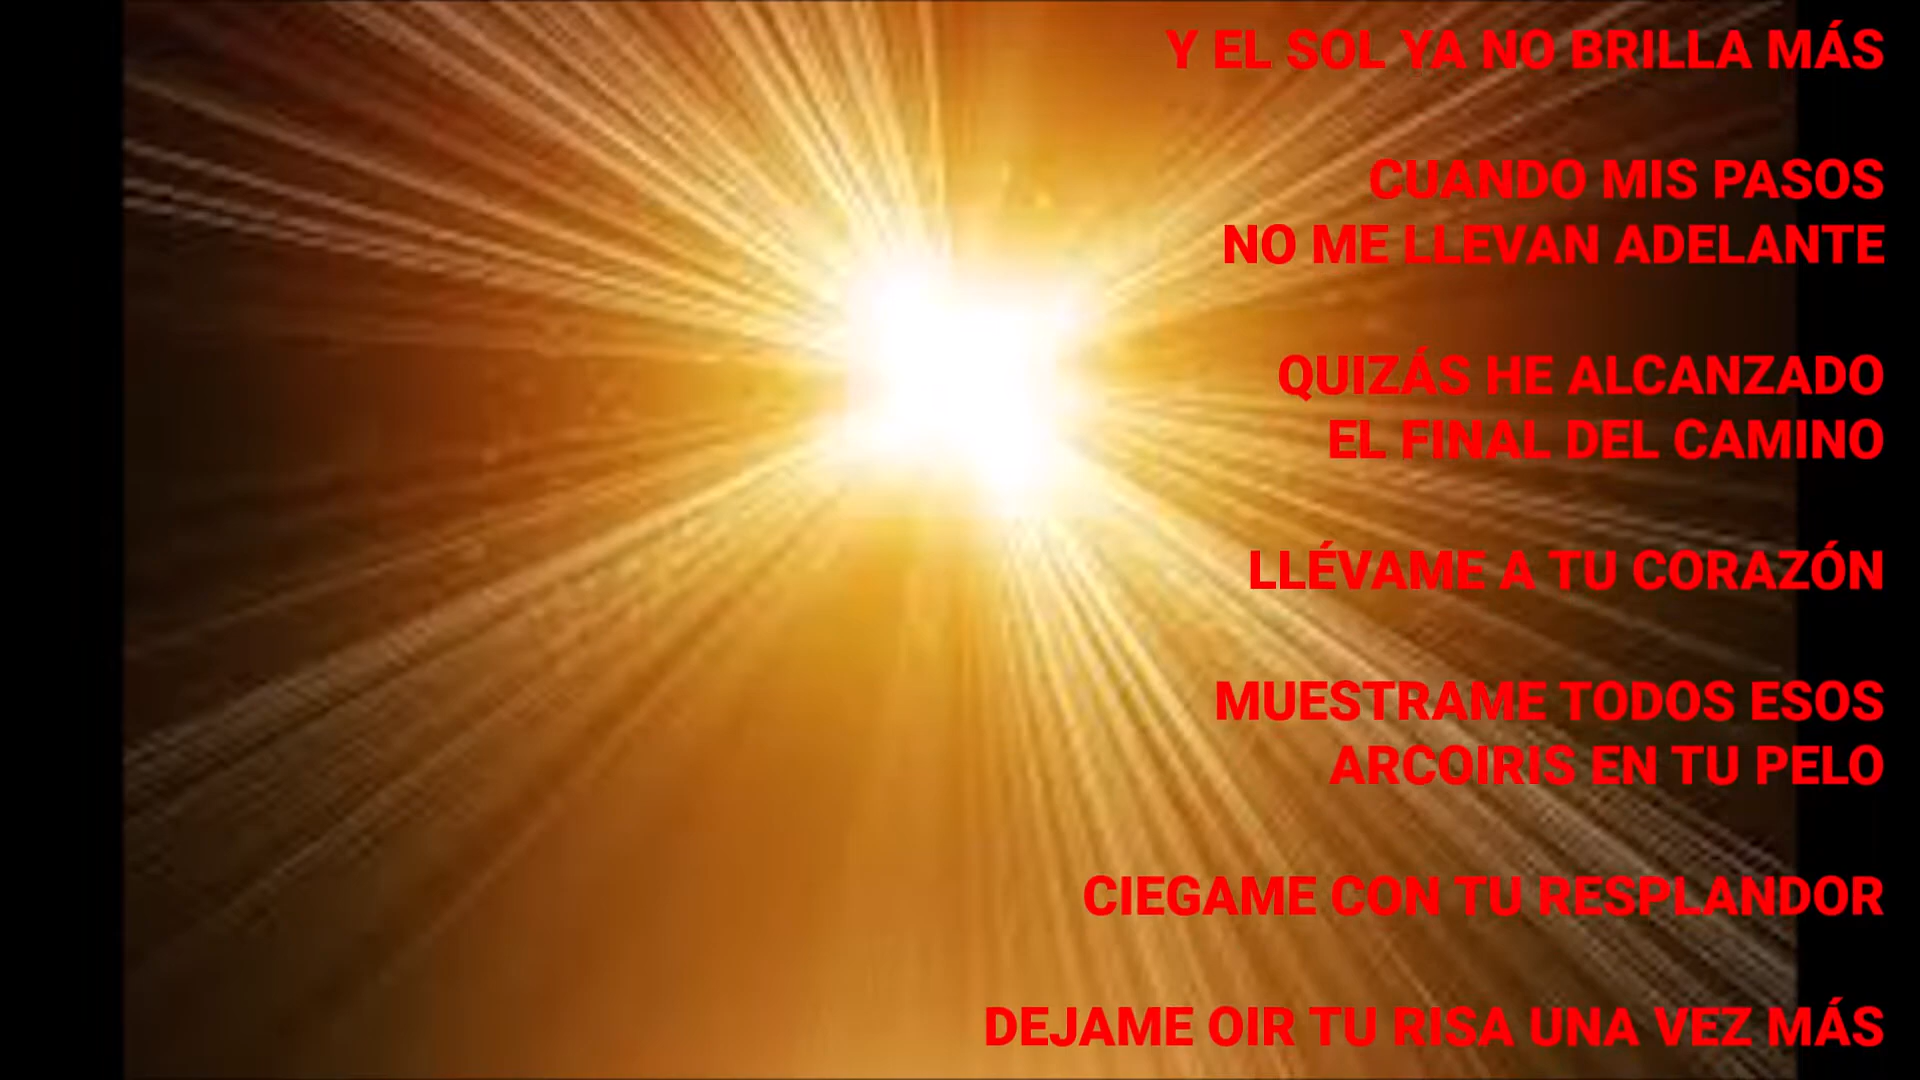 Y EL SOL YA NO BRILLA MÁS
CUANDO MIS PASOS
NO ME LLEVAN ADELANTE
QUIZÁS HE ALCANZADO
EL FINAL DEL CAMINO
LLÉVAME A TU CORAZÓN
MUESTRAME TODOS ESOS
ARCOIRIS EN TU PELO
CIEGAME CON TU RESPLANDOR
DEJAME OIR TU RISA UNA VEZ MÁS